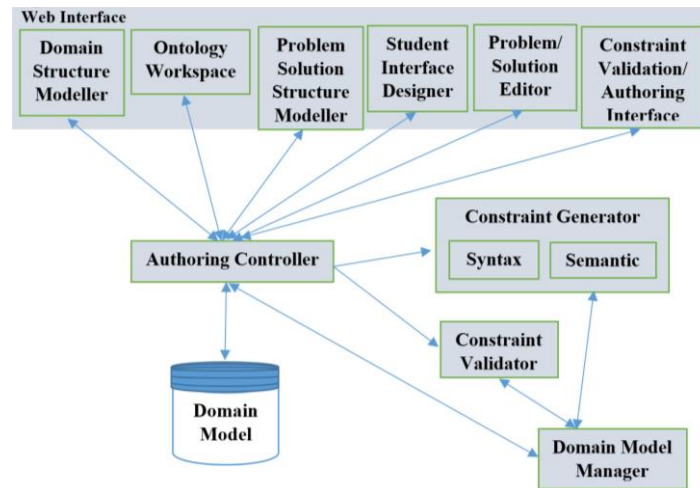 Web Interface
Domain
Structure
Modeller
Ontology
Workspace
Problem
Solution
Structure
Modeller
Student
Interface
Designer
Problem/
Solution
Editor
Constraint
Validation/
Authoring
Interface
Authoring Controller
Constraint Generator
Syntax
Semantic
Constraint
Validator
Domain
Model
Domain Model
Manager